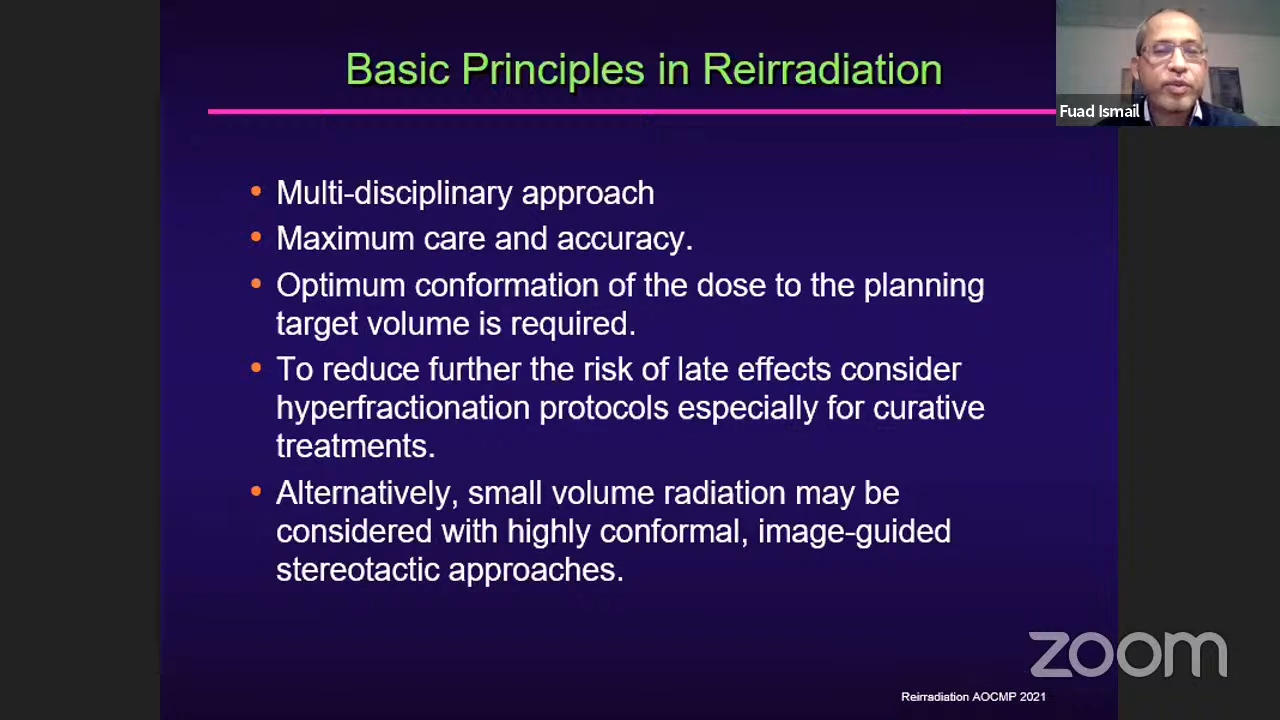 Basic Principles in Reirradiation
Fuad Ismail
• Multi-disciplinary approach
• Maximum care and accuracy.
• Optimum conformation of the dose to the planning
target volume is required.
• To reduce further the risk of late effects consider
hyperfractionation protocols especially for curative
treatments.
• Alternatively, small volume radiation may be
considered with highly conformal, image-guided
stereotactic approaches.
zoom
Reirradiation AOCMP 2021